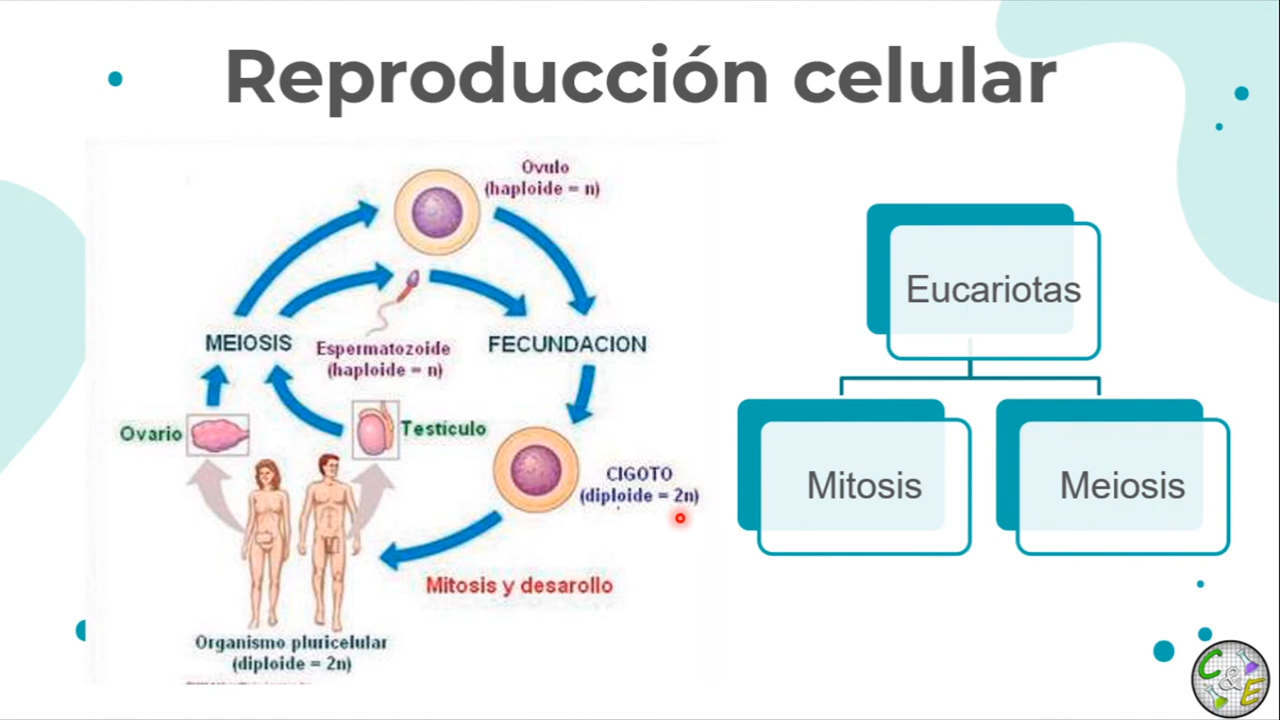 Reproducción celular
Ovulo
(haploide = n)
MEIOSIS
Espermatozoide
(haploide = n)
FECUNDACION
Ovario
Testículo
CIGOTO
(diploide = 2n)
Mitosis y desarollo
Organismo pluricelular
(diploide = 2n)
Eucariotas
Mitosis
Meiosis
C&E